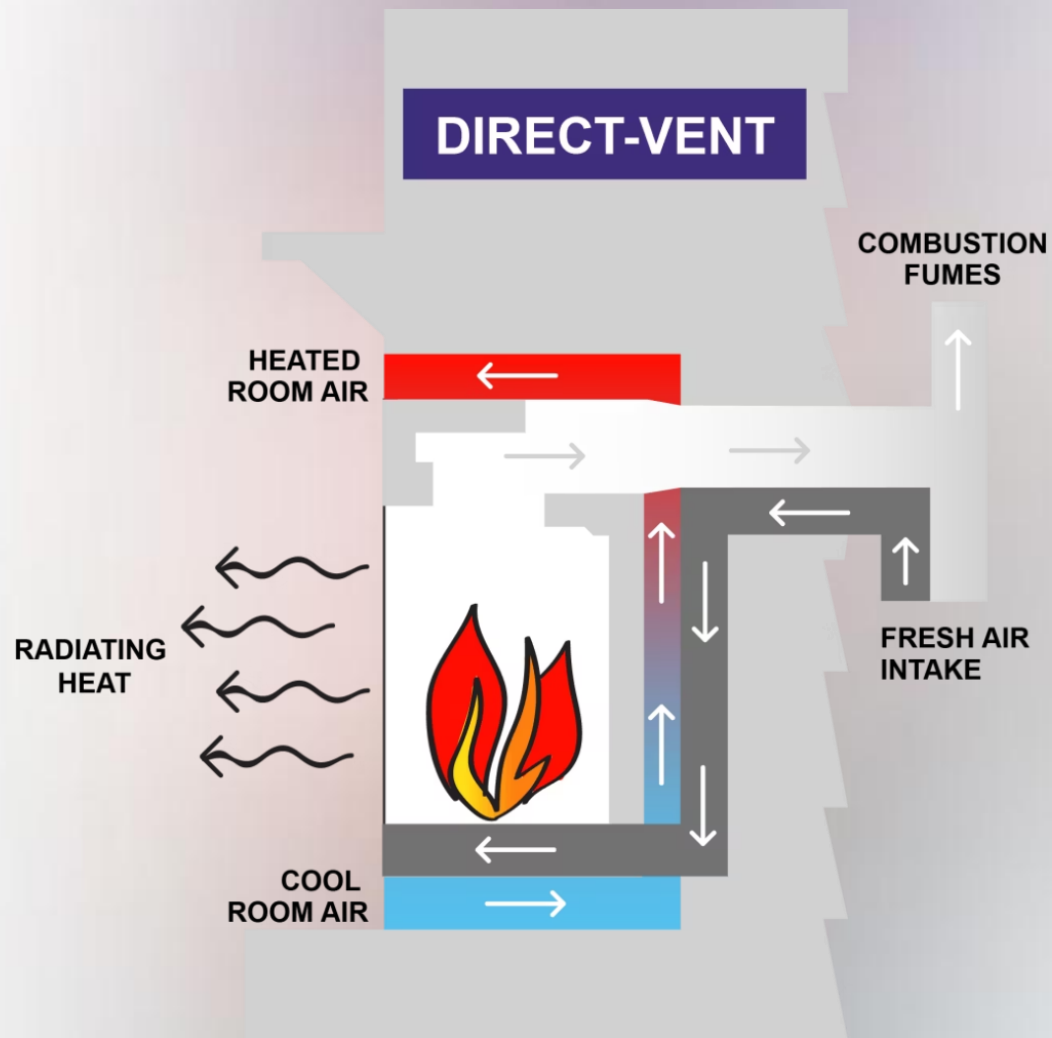 DIRECT-VENT
COMBUSTION
FUMES
HEATED
ROOM AIR
RADIATING
HEAT
FRESH AIR
INTAKE
COOL
ROOM AIR